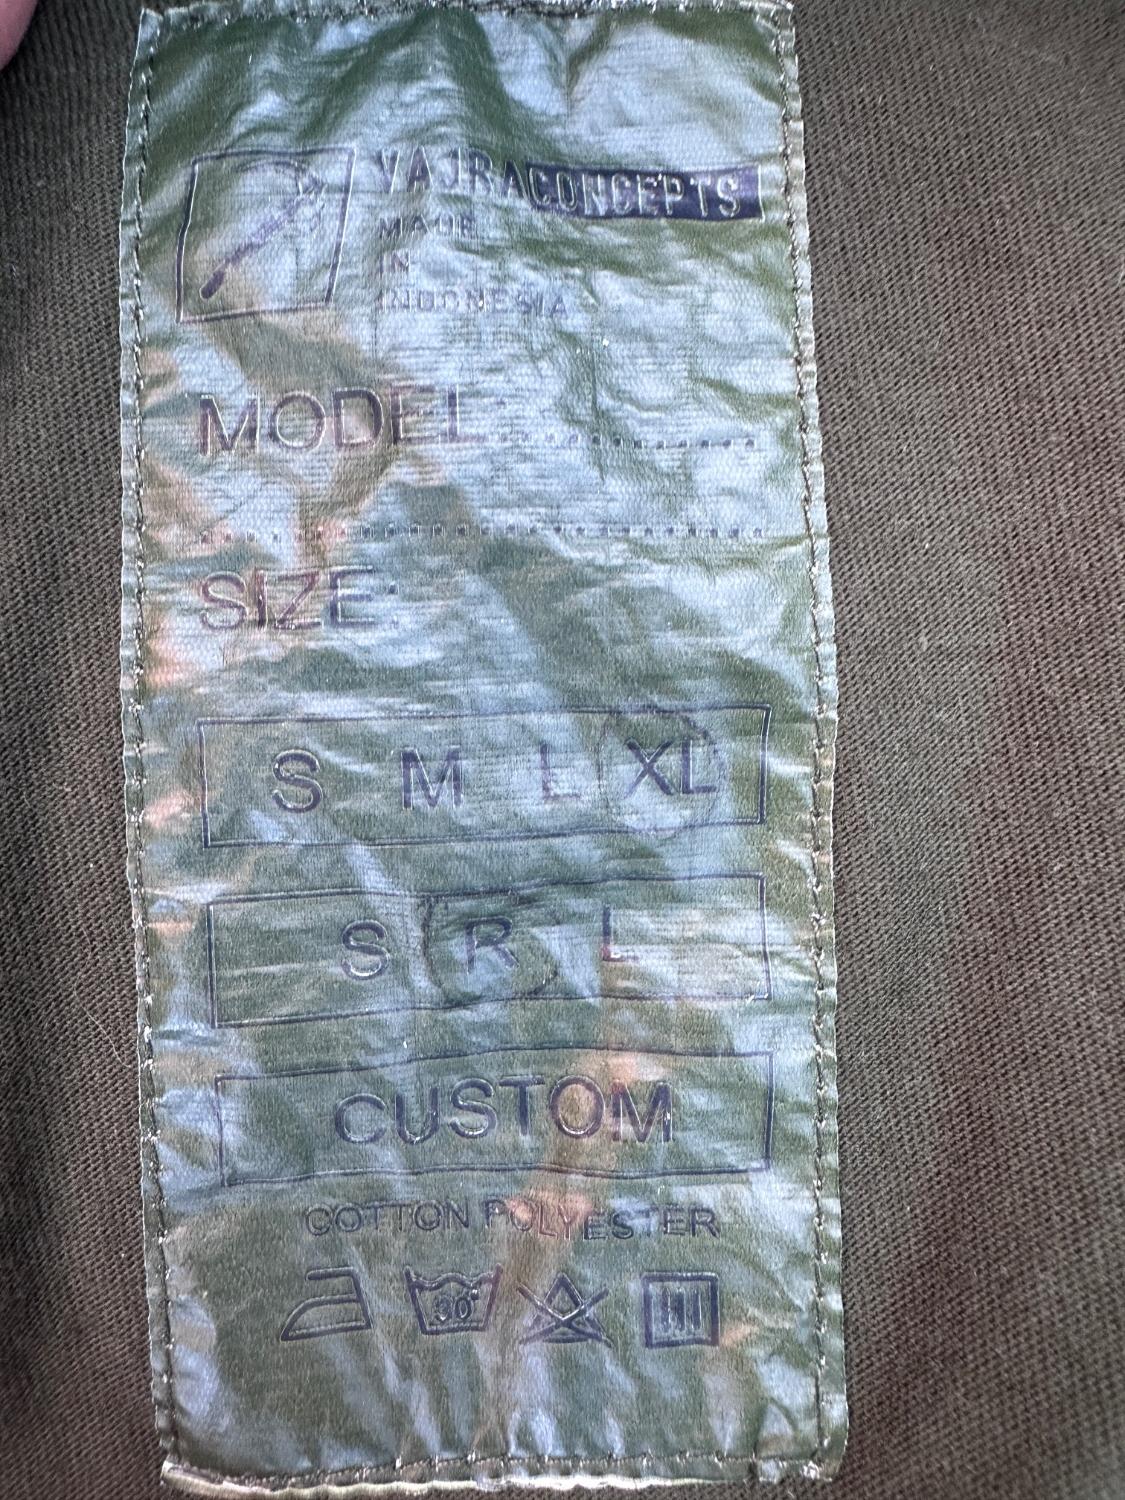 VAJRACONCEPTS
MADE
IN
INDONESIA
MODEL:...............
..............................
SIZE:
S M L XL
S R L
CUSTOM
COTTON POLYESTER
30°